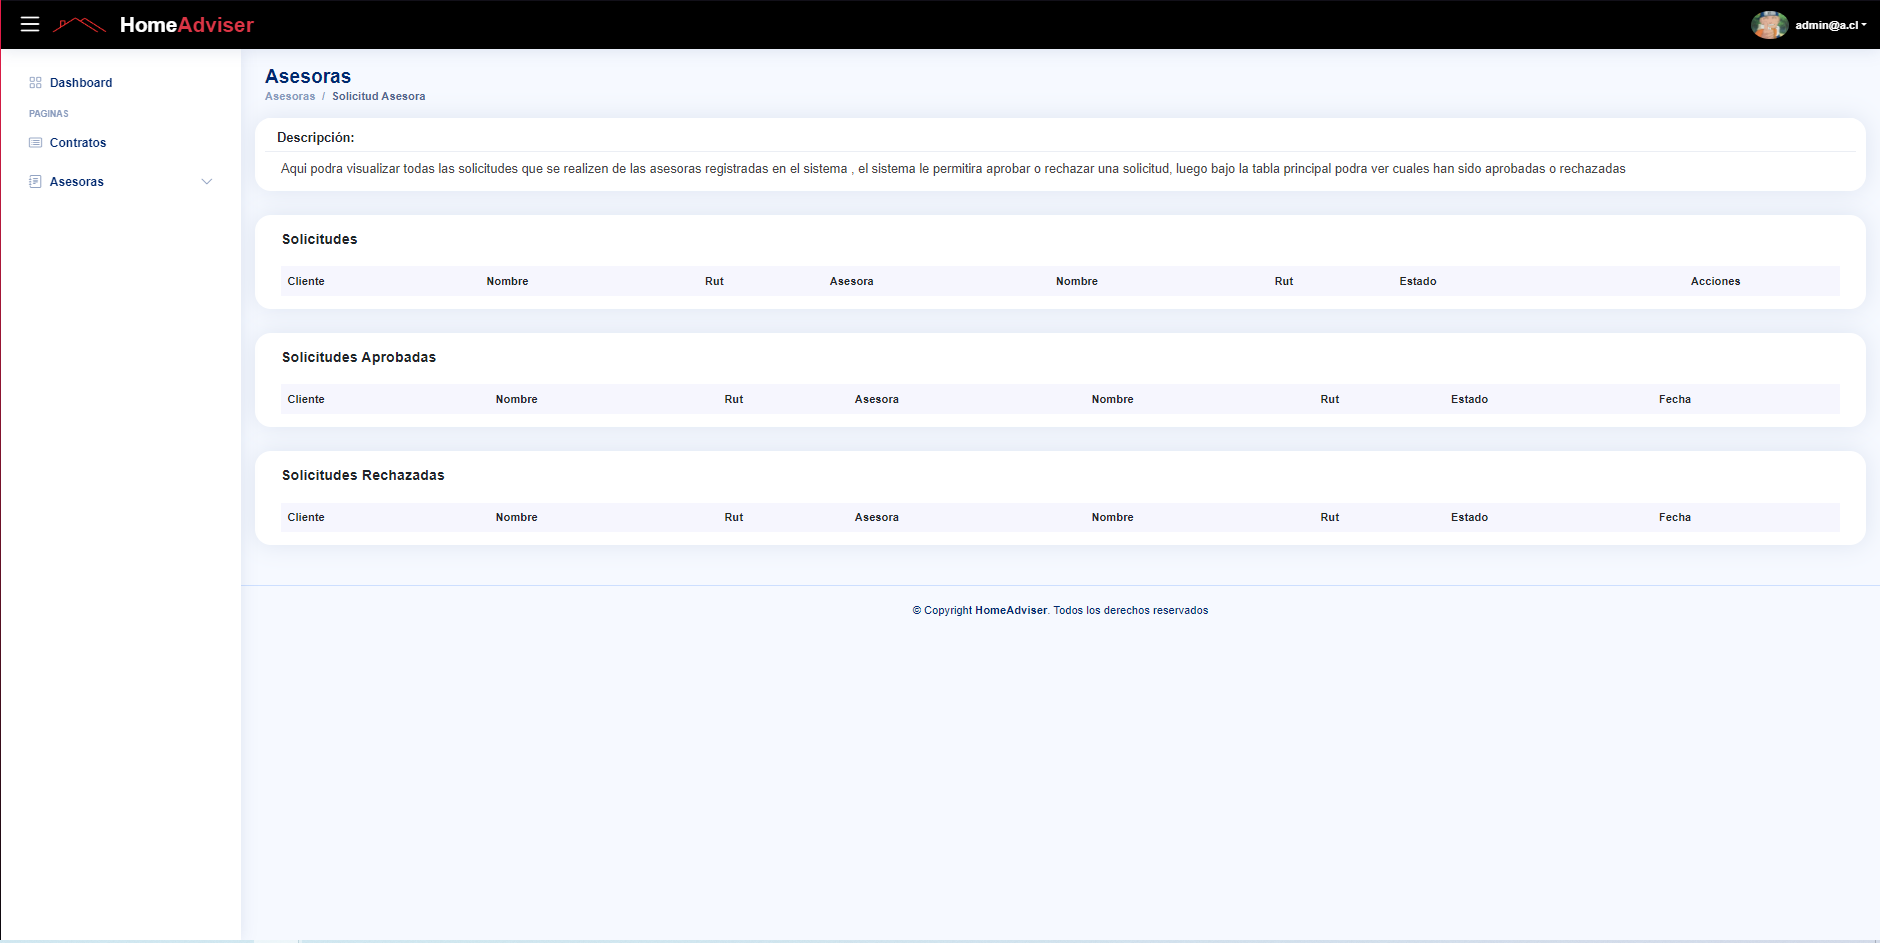 HomeAdviser
admin@a.cl
Dashboard
PAGINAS
Contratos
Asesoras
Asesoras
Asesoras / Solicitud Asesora
Descripción:
Aqui podra visualizar todas las solicitudes que se realizen de las asesoras registradas en el sistema , el sistema le permitira aprobar o rechazar una solicitud, luego bajo la tabla principal podra ver cuales han sido aprobadas o rechazadas
Solicitudes
Cliente Nombre Rut Asesora Nombre Rut Estado Acciones
Solicitudes Aprobadas
Cliente Nombre Rut Asesora Nombre Rut Estado Fecha
Solicitudes Rechazadas
Cliente Nombre Rut Asesora Nombre Rut Estado Fecha
© Copyright HomeAdviser. Todos los derechos reservados